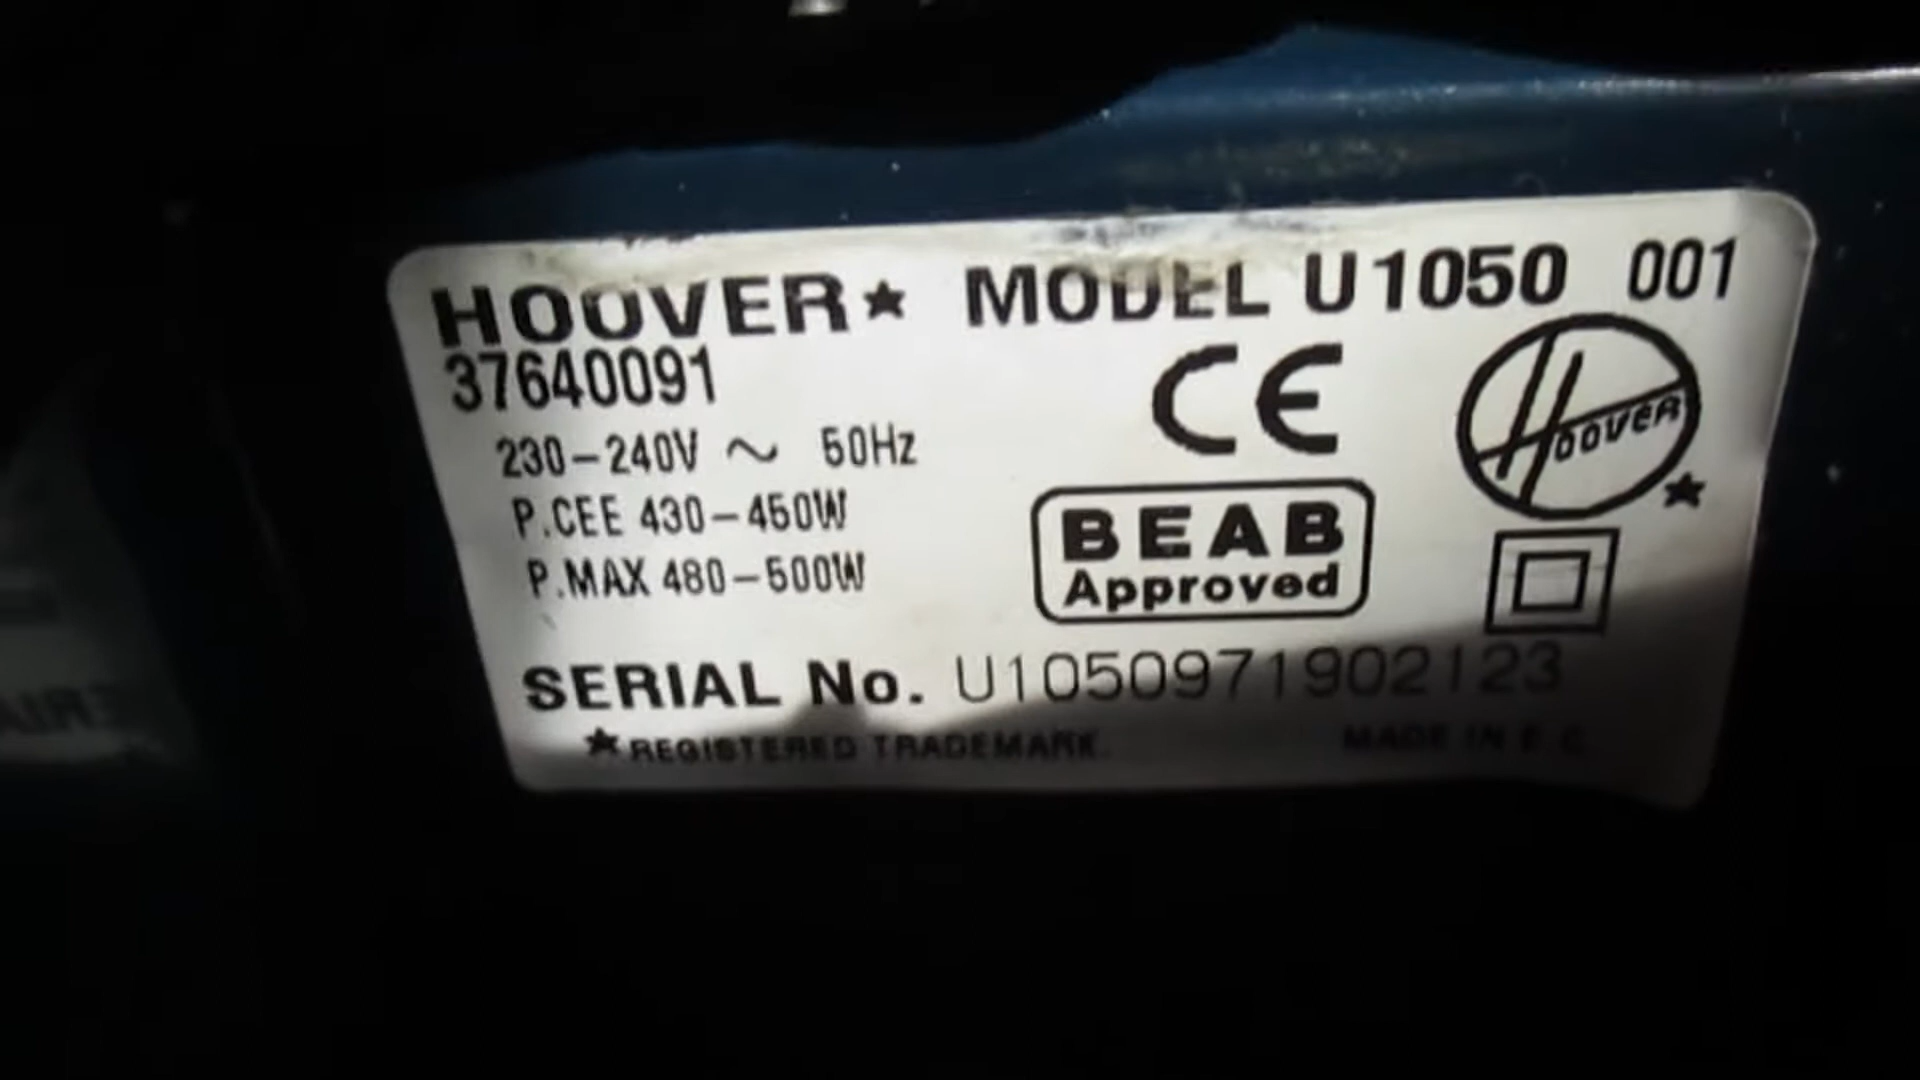 HOOVER★ MODEL U1050 001
37640091
230-240V ~ 50Hz
P.CEE 430-450W
P.MAX 480-500W
CE
HOOVER ★
BEAB
Approved
SERIAL No. U1050971902123
★REGISTERED TRADEMARK. MADE IN E.C.